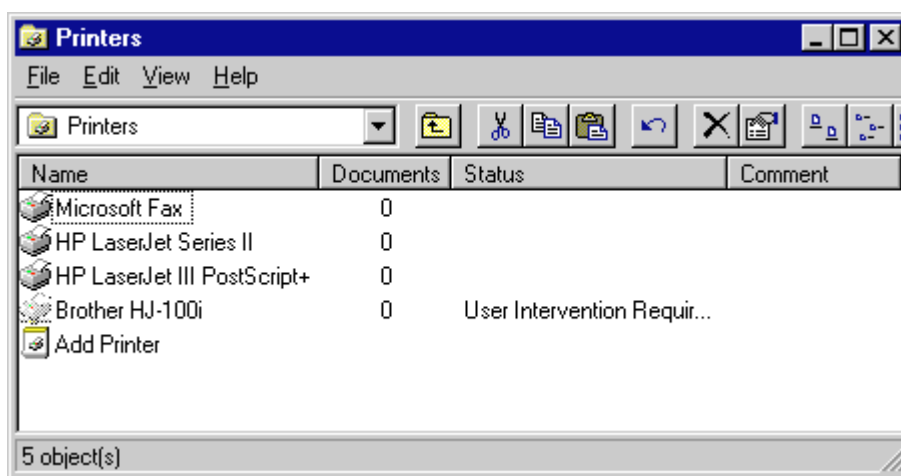 Printers
File Edit View Help
Printers
Name Documents Status Comment
Microsoft Fax 0
HP LaserJet Series II 0
HP LaserJet III PostScript+ 0
Brother HJ-100i 0 User Intervention Requir...
Add Printer
5 object(s)